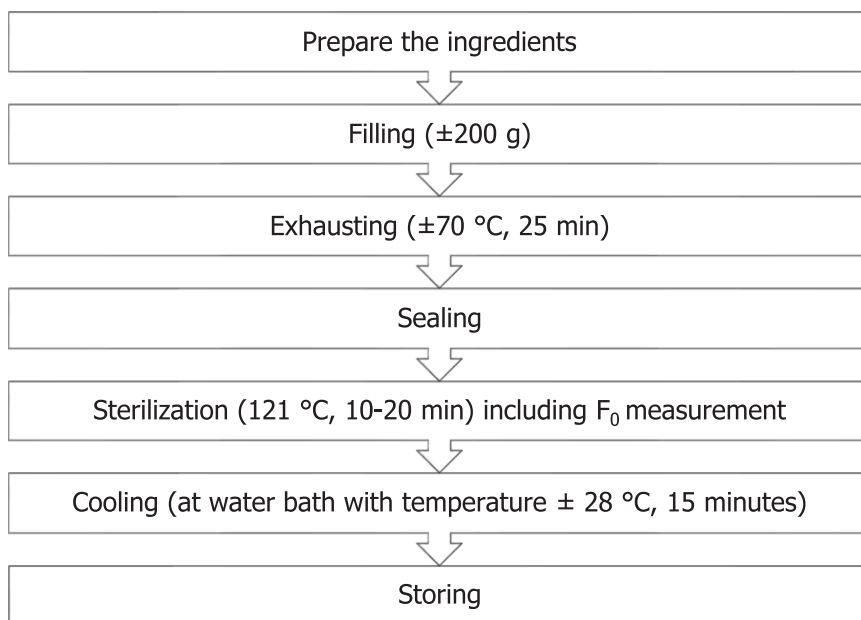 Prepare the ingredients
Filling (±200 g)
Exhausting (±70 °C, 25 min)
Sealing
Sterilization (121 °C, 10-20 min) including F₀ measurement
Cooling (at water bath with temperature ± 28 °C, 15 minutes)
Storing